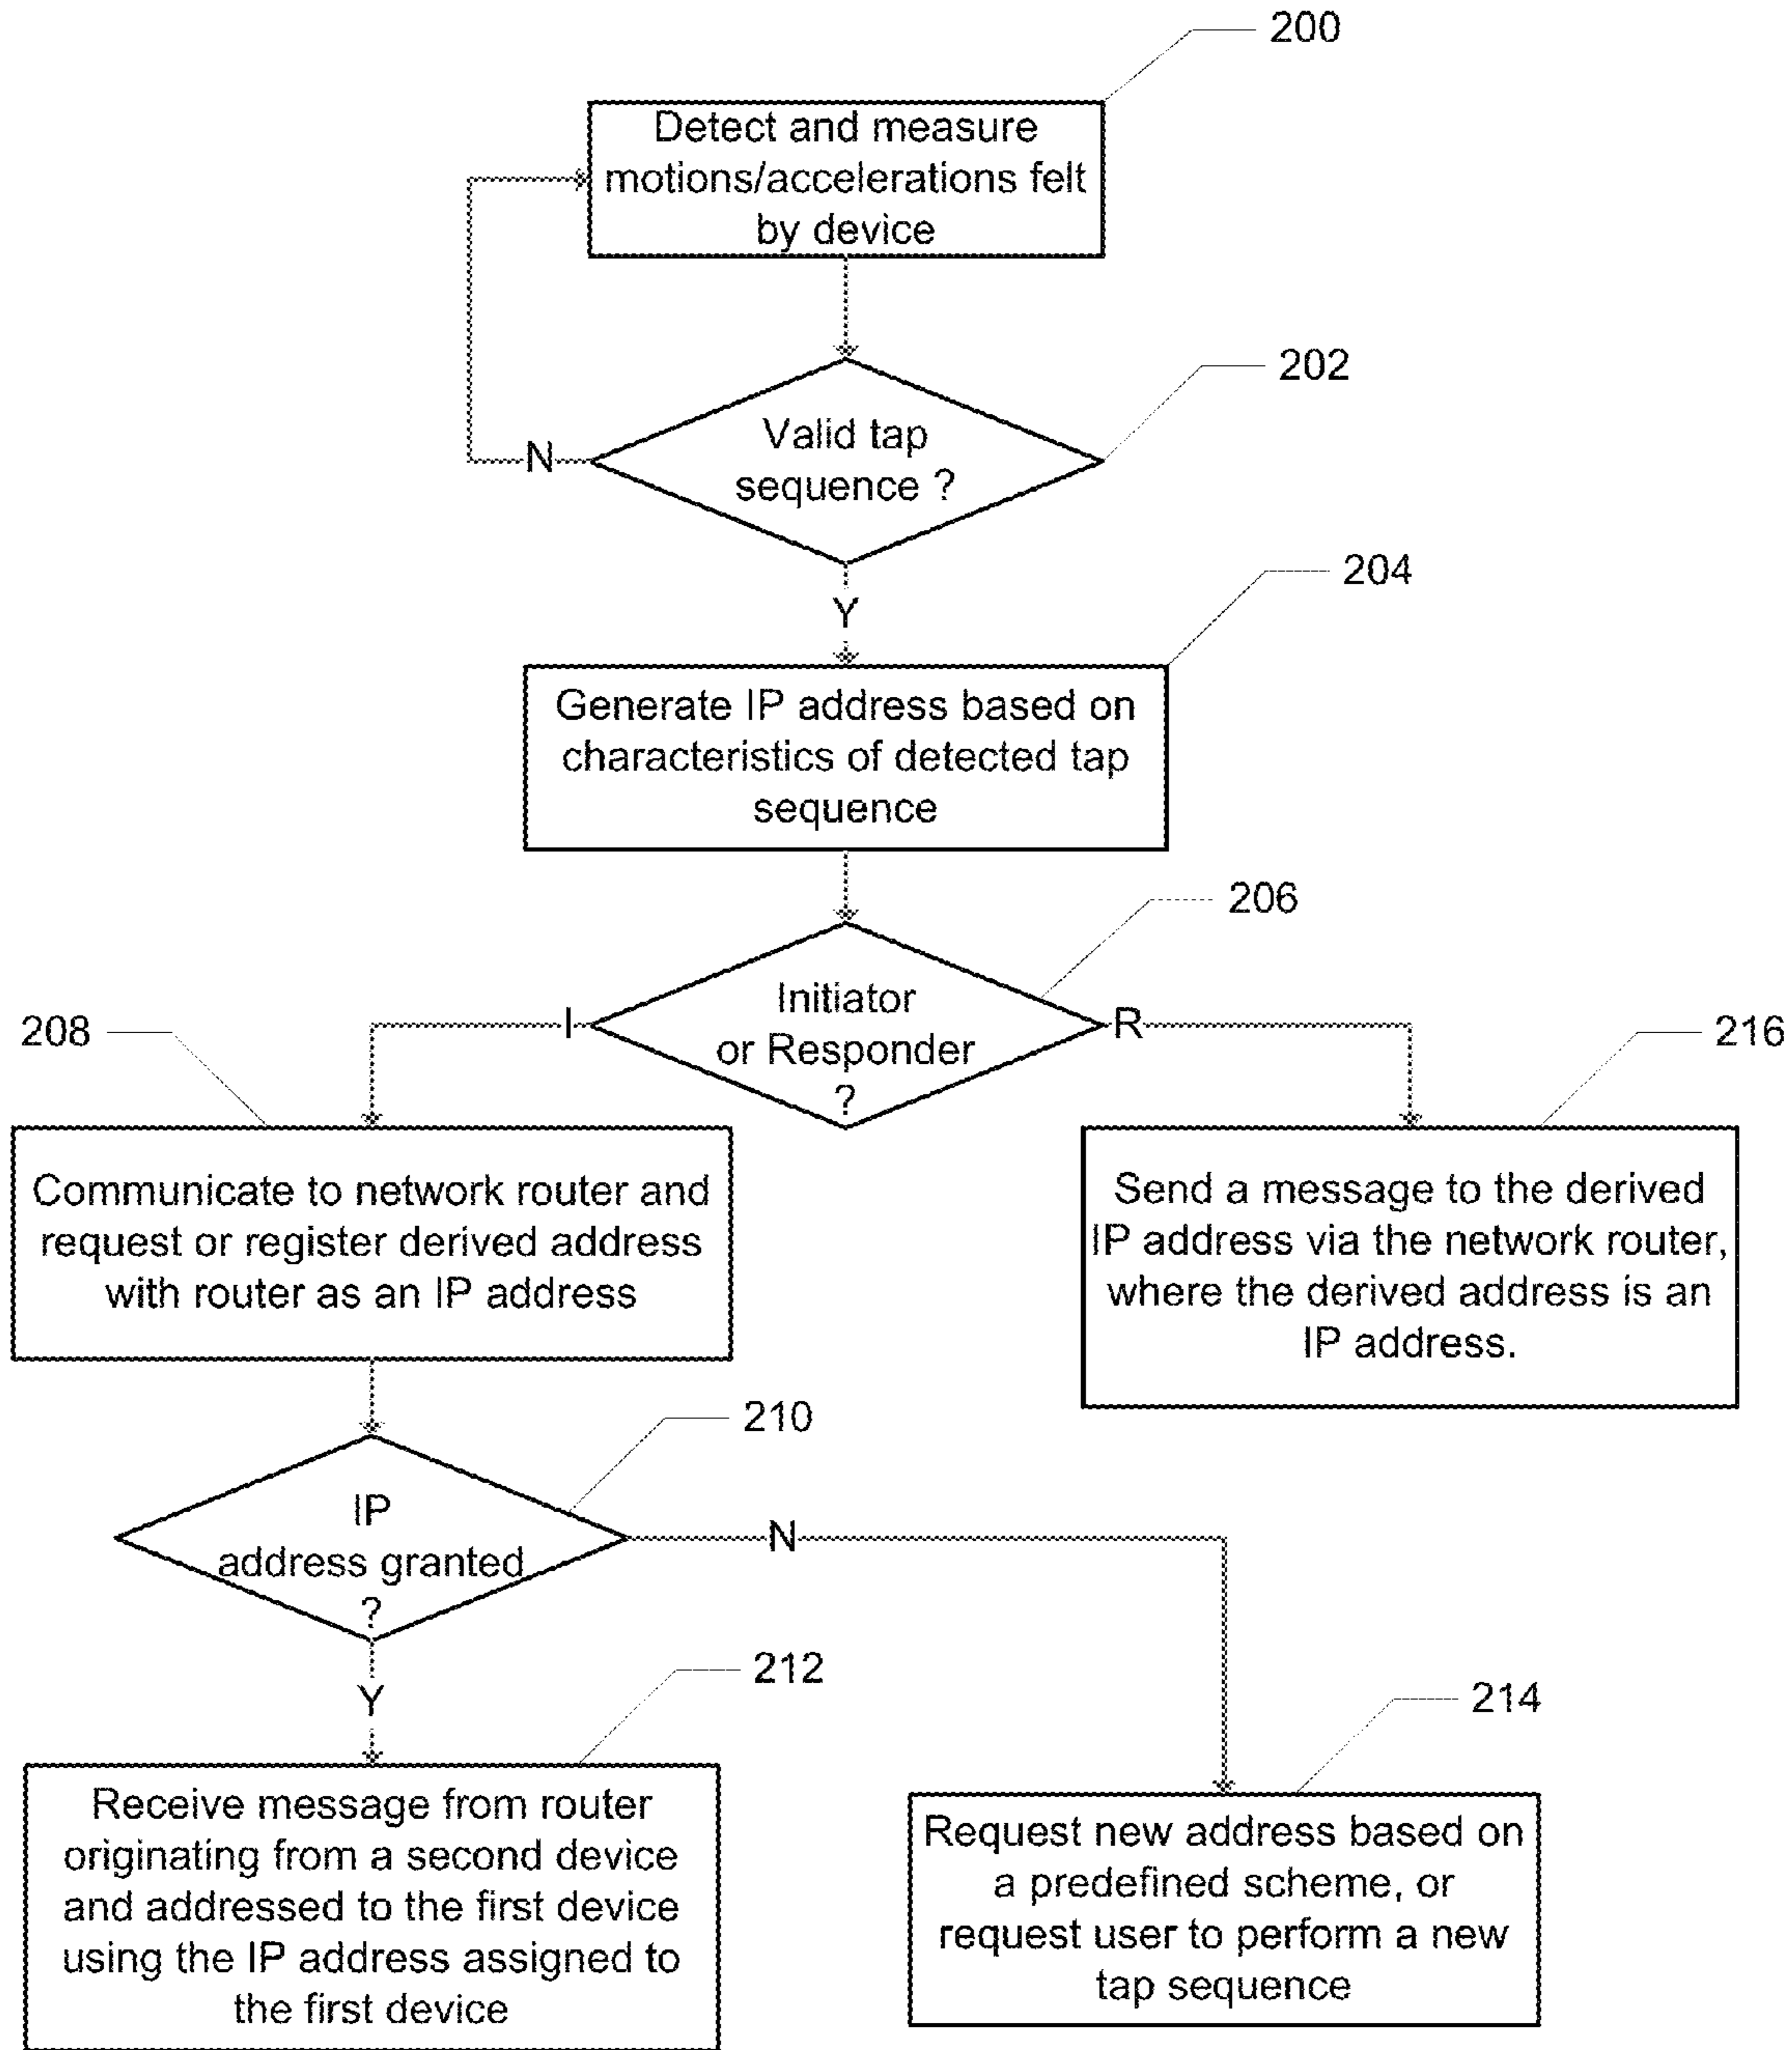 200
Detect and measure
motions/accelerations felt
by device
202
Valid tap
sequence ?
N
Y
204
Generate IP address based on
characteristics of detected tap
sequence
206
Initiator
or Responder
?
I
R
208
216
Communicate to network router and
request or register derived address
with router as an IP address
Send a message to the derived
IP address via the network router,
where the derived address is an
IP address.
210
IP
address granted
?
N
Y
212
214
Receive message from router
originating from a second device
and addressed to the first device
using the IP address assigned to
the first device
Request new address based on
a predefined scheme, or
request user to perform a new
tap sequence